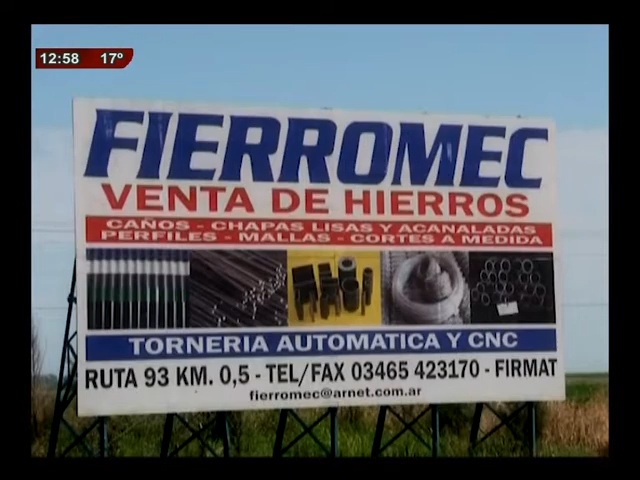 12:58 17º
FIERROMEC
VENTA DE HIERROS
CAÑOS - CHAPAS LISAS Y ACANALADAS
PERFILES - MALLAS - CORTES A MEDIDA
TORNERIA AUTOMATICA Y CNC
RUTA 93 KM. 0,5 - TEL/FAX 03465 423170 - FIRMAT
fierromec@arnet.com.ar